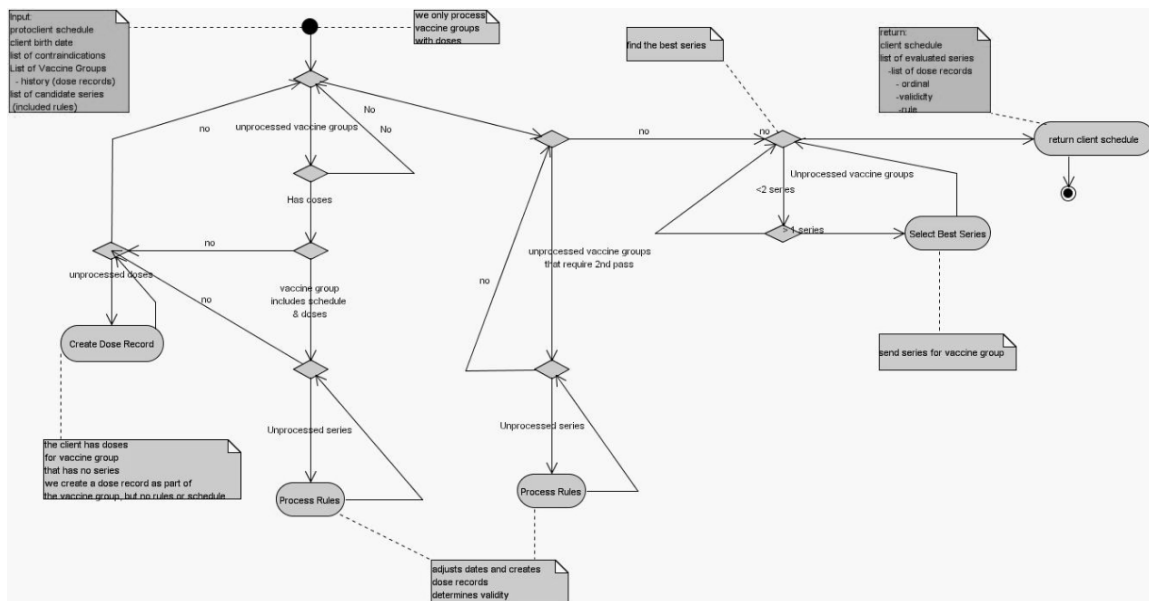 Input:
protoclient schedule
client birth date
list of contraindications
List of Vaccine Groups
- history (dose records)
list of candidate series
(included rules)
we only process
vaccine groups
with doses
find the best series
return:
client schedule
list of evaluated series
-list of dose records
- ordinal
-valididty
-rule
No
no
unprocessed vaccine groups
No
no
no
return client schedule
Unprocessed vaccine groups
<2 series
Has doses
> 1 series
Select Best Series
no
unprocessed doses
unprocessed vaccine groups
that require 2nd pass
vaccine group
includes schedule
& doses
no
no
Create Dose Record
send series for vaccine group
Unprocessed series
Unprocessed series
the client has doses
for vaccine group
that has no series
we create a dose record as part of
the vaccine group, but no rules or schedule
Process Rules
Process Rules
adjusts dates and creates
dose records
determines validity